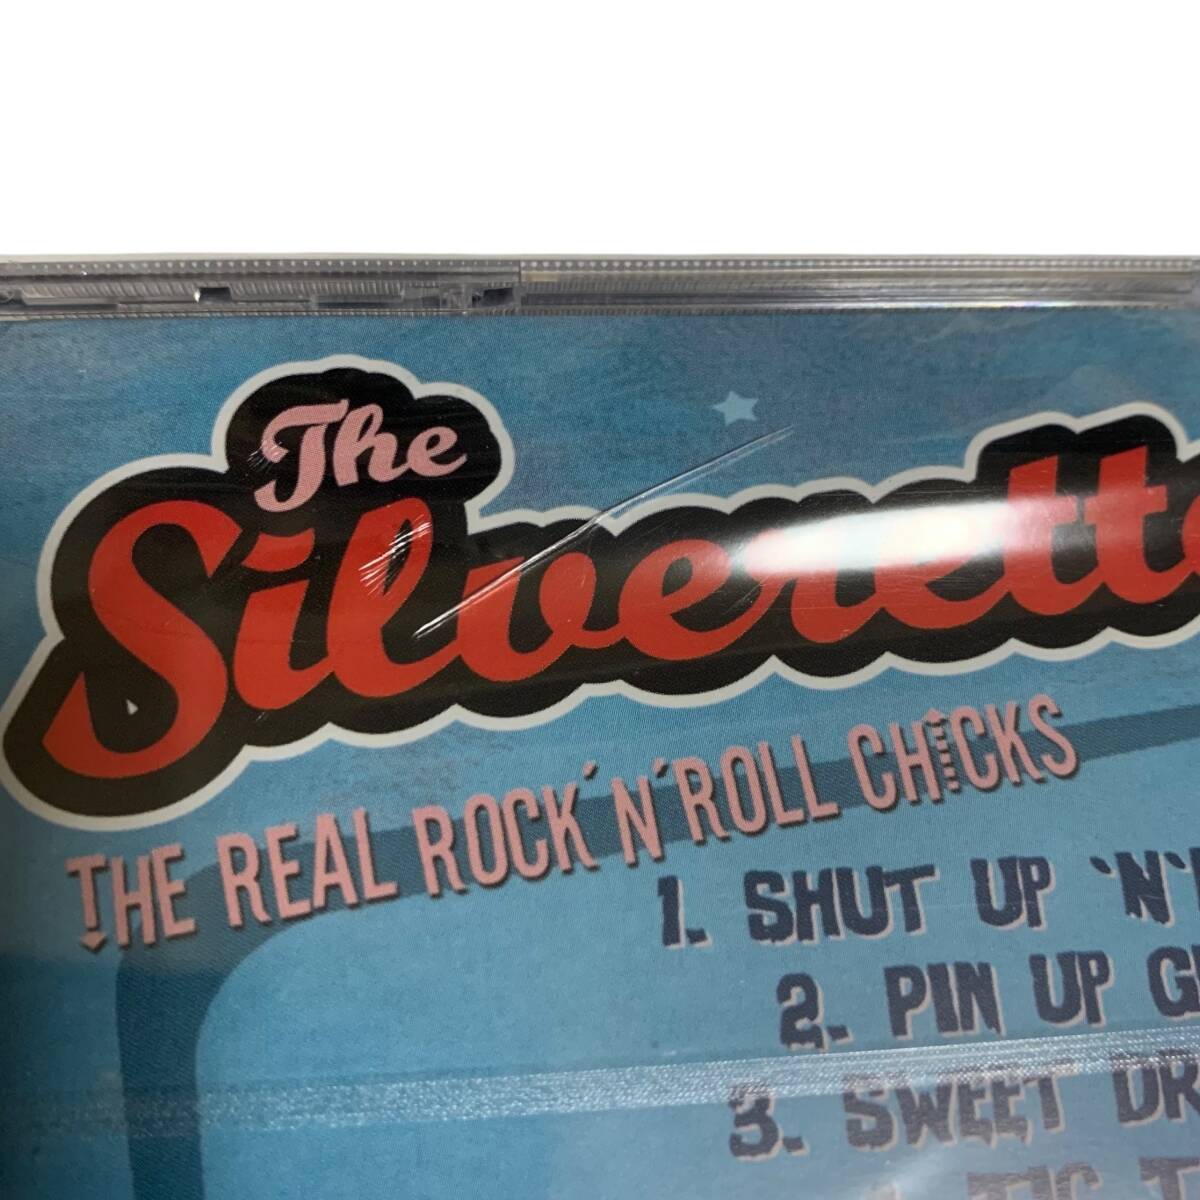 The
Silverette
THE REAL ROCK'N'ROLL CHICKS
1. SHUT UP 'N'
2. PIN UP
3. SWEET